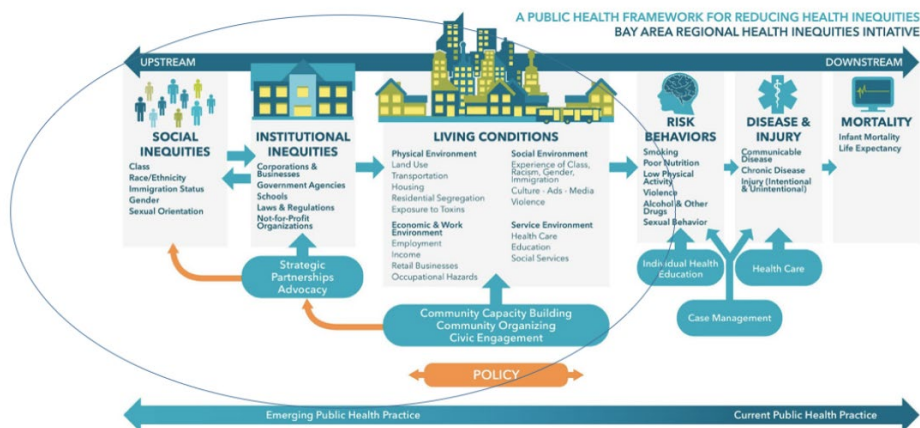 A PUBLIC HEALTH FRAMEWORK FOR REDUCING HEALTH INEQUITIES
BAY AREA REGIONAL HEALTH INEQUITIES INTIATIVE
UPSTREAM
DOWNSTREAM
SOCIAL
INEQUITIES
Class
Race/Ethnicity
Immigration Status
Gender
Sexual Orientation
INSTITUTIONAL
INEQUITIES
Corporations &
Businesses
Government Agencies
Schools
Laws & Regulations
Not-for-Profit
Organizations
LIVING CONDITIONS
Physical Environment
Land Use
Transportation
Housing
Residential Segregation
Exposure to Toxins
Economic & Work
Environment
Employment
Income
Retail Businesses
Occupational Hazards
Social Environment
Experience of Class,
Racism, Gender,
Immigration
Culture - Ads - Media
Violence
Service Environment
Health Care
Education
Social Services
RISK
BEHAVIORS
Smoking
Poor Nutrition
Low Physical
Activity
Violence
Alcohol & Other
Drugs
Sexual Behavior
DISEASE &
INJURY
Communicable
Disease
Chronic Disease
Injury (Intentional
& Unintentional)
MORTALITY
Infant Mortality
Life Expectancy
Strategic
Partnerships
Advocacy
Community Capacity Building
Community Organizing
Civic Engagement
Individual Health
Education
Health Care
Case Management
POLICY
Emerging Public Health Practice
Current Public Health Practice